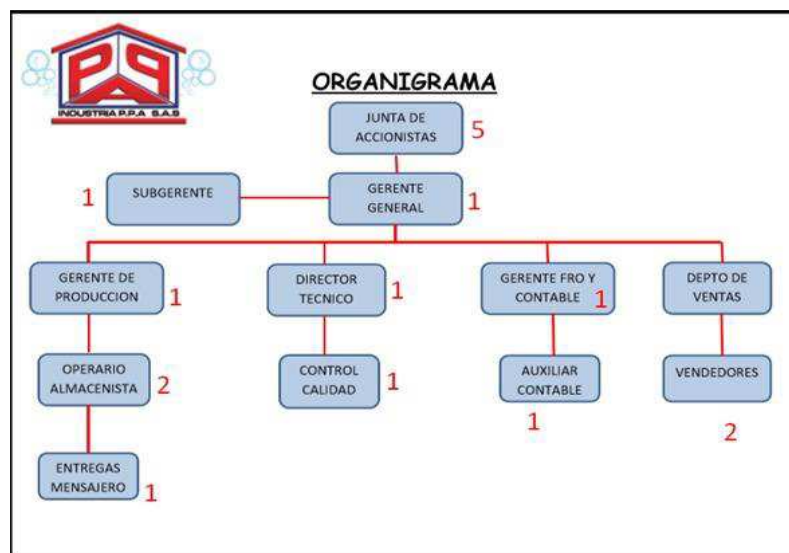 PAP
INDUSTRIA P.P.A S.A.S
ORGANIGRAMA
JUNTA DE
ACCIONISTAS
5
1
SUBGERENTE
GERENTE
GENERAL
1
GERENTE DE
PRODUCCION
1
DIRECTOR
TECNICO
1
GERENTE FRO Y
CONTABLE
1
DEPTO DE
VENTAS
OPERARIO
ALMACENISTA
2
CONTROL
CALIDAD
1
AUXILIAR
CONTABLE
1
VENDEDORES
2
ENTREGAS
MENSAJERO
1